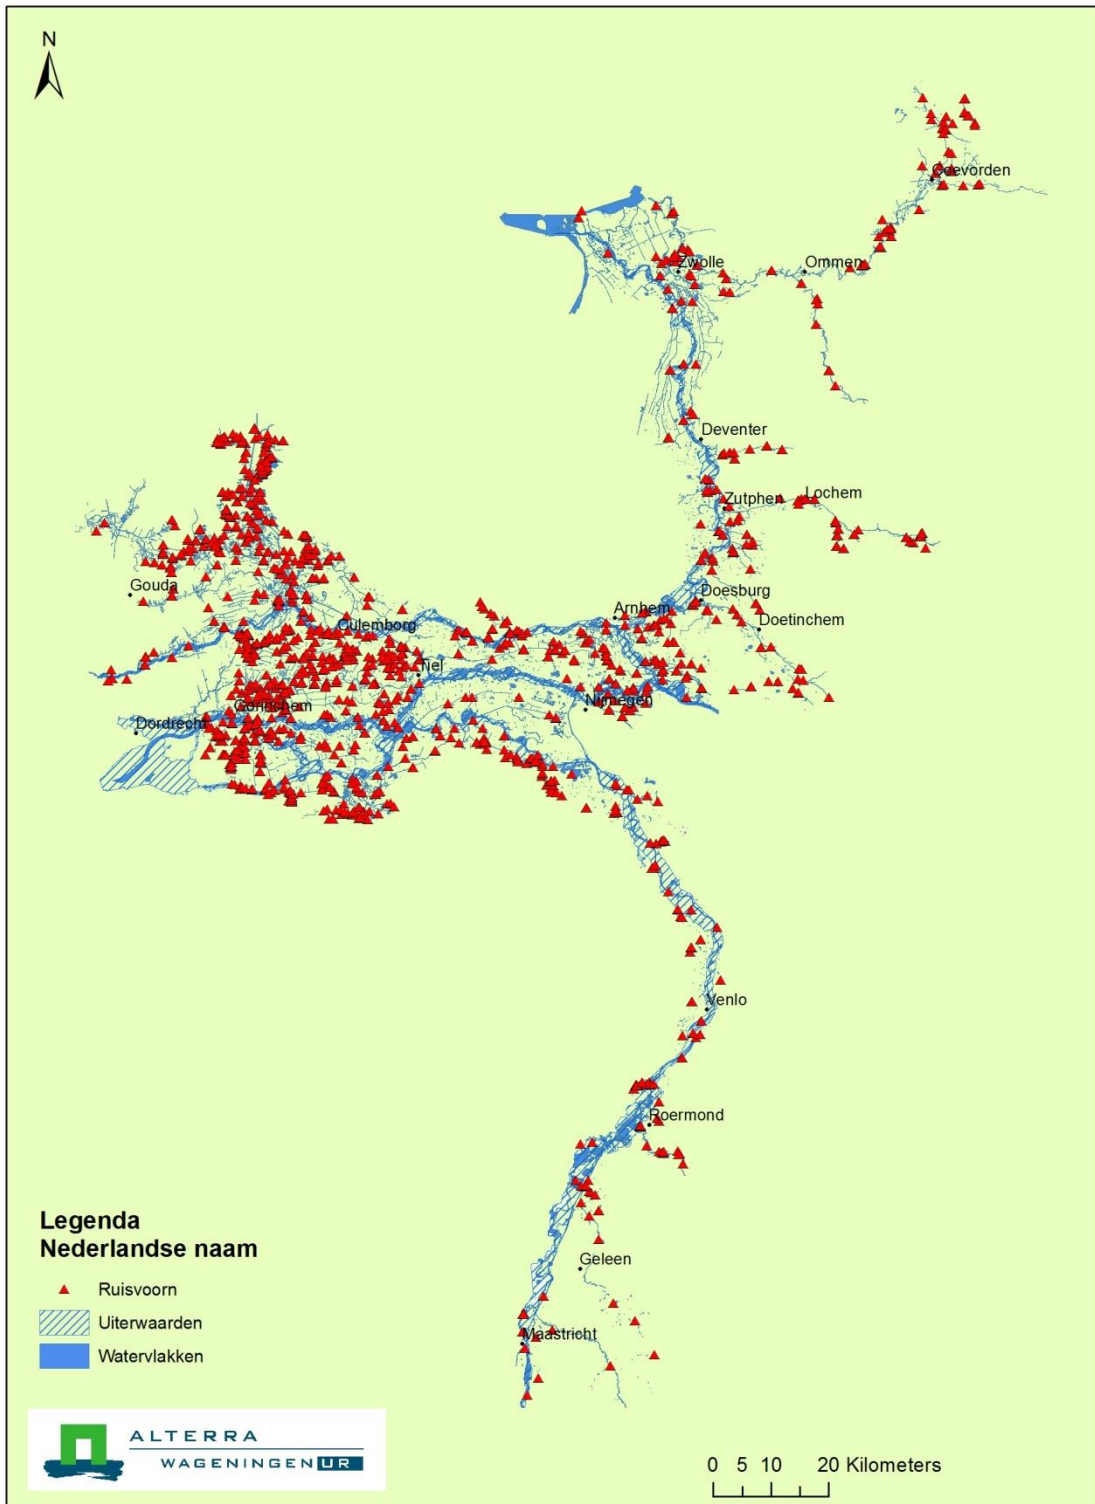 N
Coevorden
Zwolle
Ommen
Deventer
Zutphen
Lochem
Gouda
Doesburg
Arnhem
Doetinchem
Culemborg
Tiel
Nijmegen
Gorinchem
Dordrecht
Venlo
Roermond
Geleen
Maastricht
Legenda
Nederlandse naam
Ruisvoorn
Uiterwaarden
Watervlakken
ALTERRA
WAGENINGEN UR
0 5 10 20 Kilometers